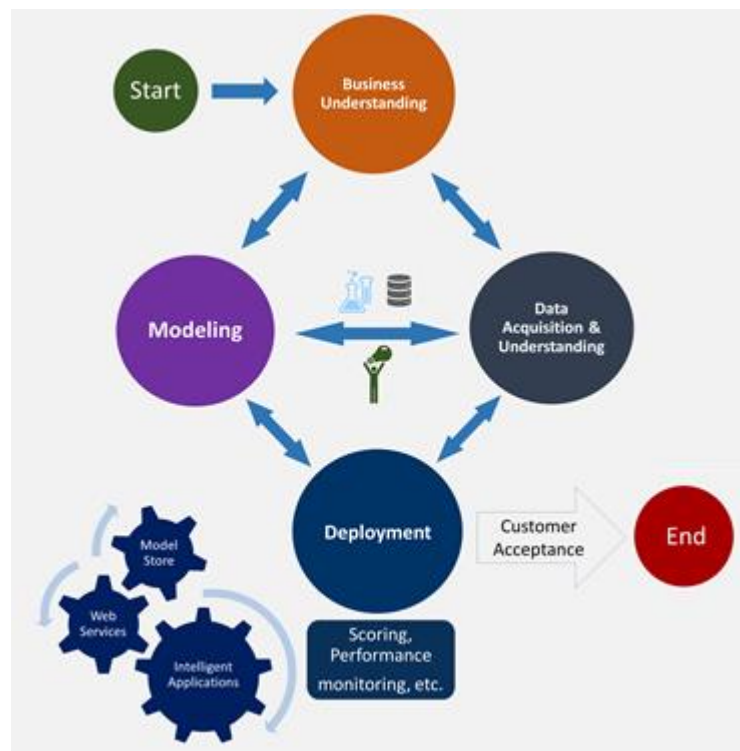 Start
Business
Understanding
Modeling
Data
Acquisition &
Understanding
Deployment
Customer
Acceptance
End
Model
Store
Web
Services
Intelligent
Applications
Scoring,
Performance
monitoring, etc.